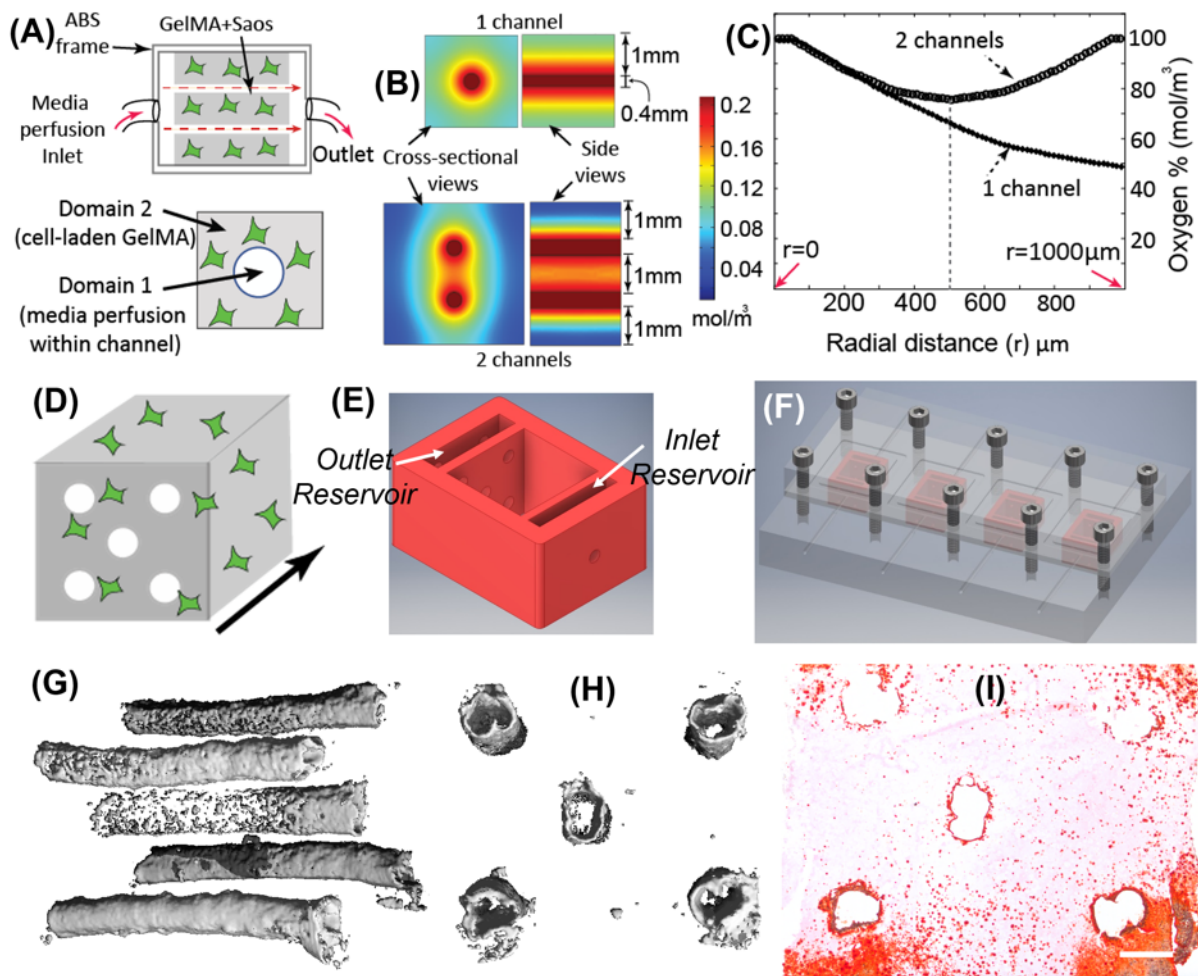 (A)
ABS
frame
GelMA+Saos
Media
perfusion
Inlet
Outlet
Domain 2
(cell-laden GelMA)
Domain 1
(media perfusion
within channel)
(B)
1 channel
1mm
0.4mm
Cross-sectional
views
Side
views
1mm
1mm
1mm
2 channels
0.2
0.16
0.12
0.08
0.04
mol/m³
(C)
2 channels
1 channel
r=0
r=1000μm
100
80
60
40
20
Oxygen % (mol/m³)
200 400 600 800
Radial distance (r) μm
(D)
(E)
Outlet
Reservoir
Inlet
Reservoir
(F)
(G)
(H)
(I)